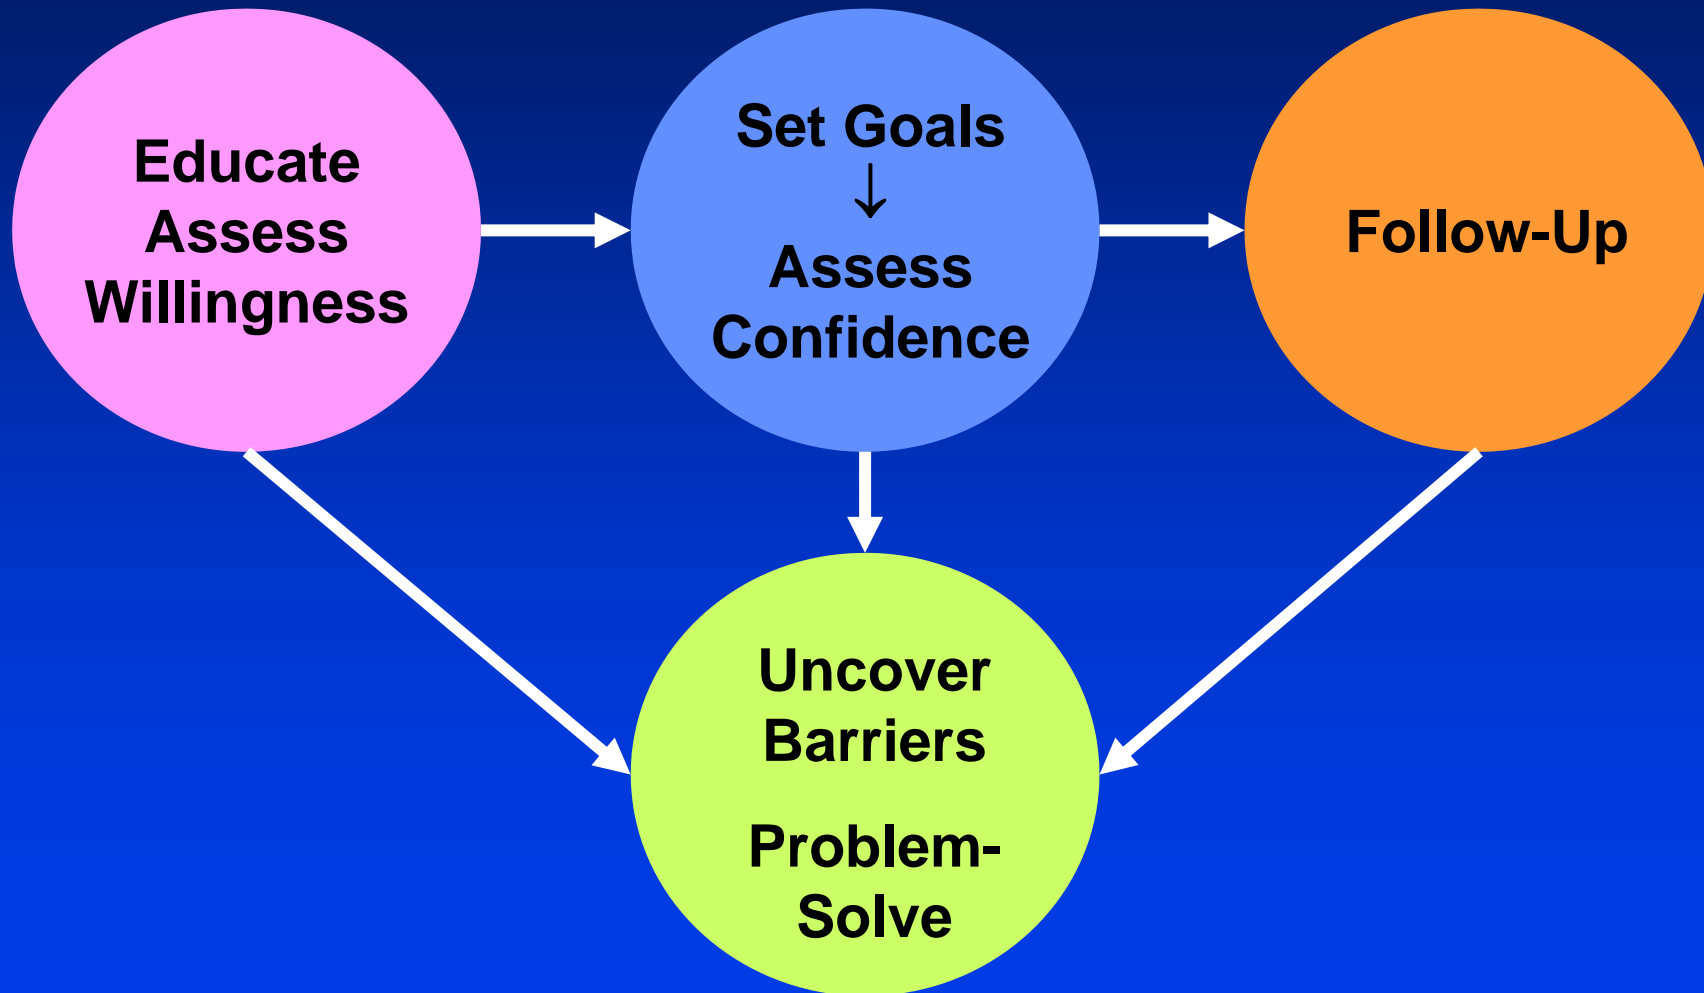 Educate
Assess
Willingness
Set Goals
↓
Assess
Confidence
Follow-Up
Uncover
Barriers
Problem-
Solve